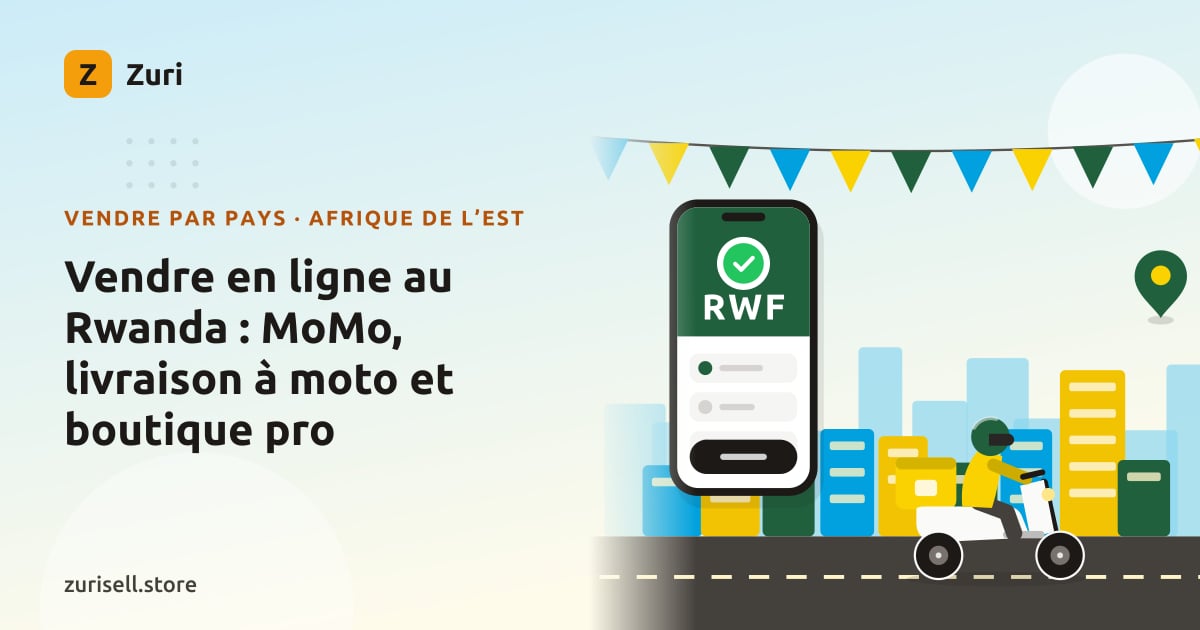 Z Zuri
VENDRE PAR PAYS · AFRIQUE DE L’EST
Vendre en ligne au
Rwanda : MoMo,
livraison à moto et
boutique pro
RWF
zurisell.store